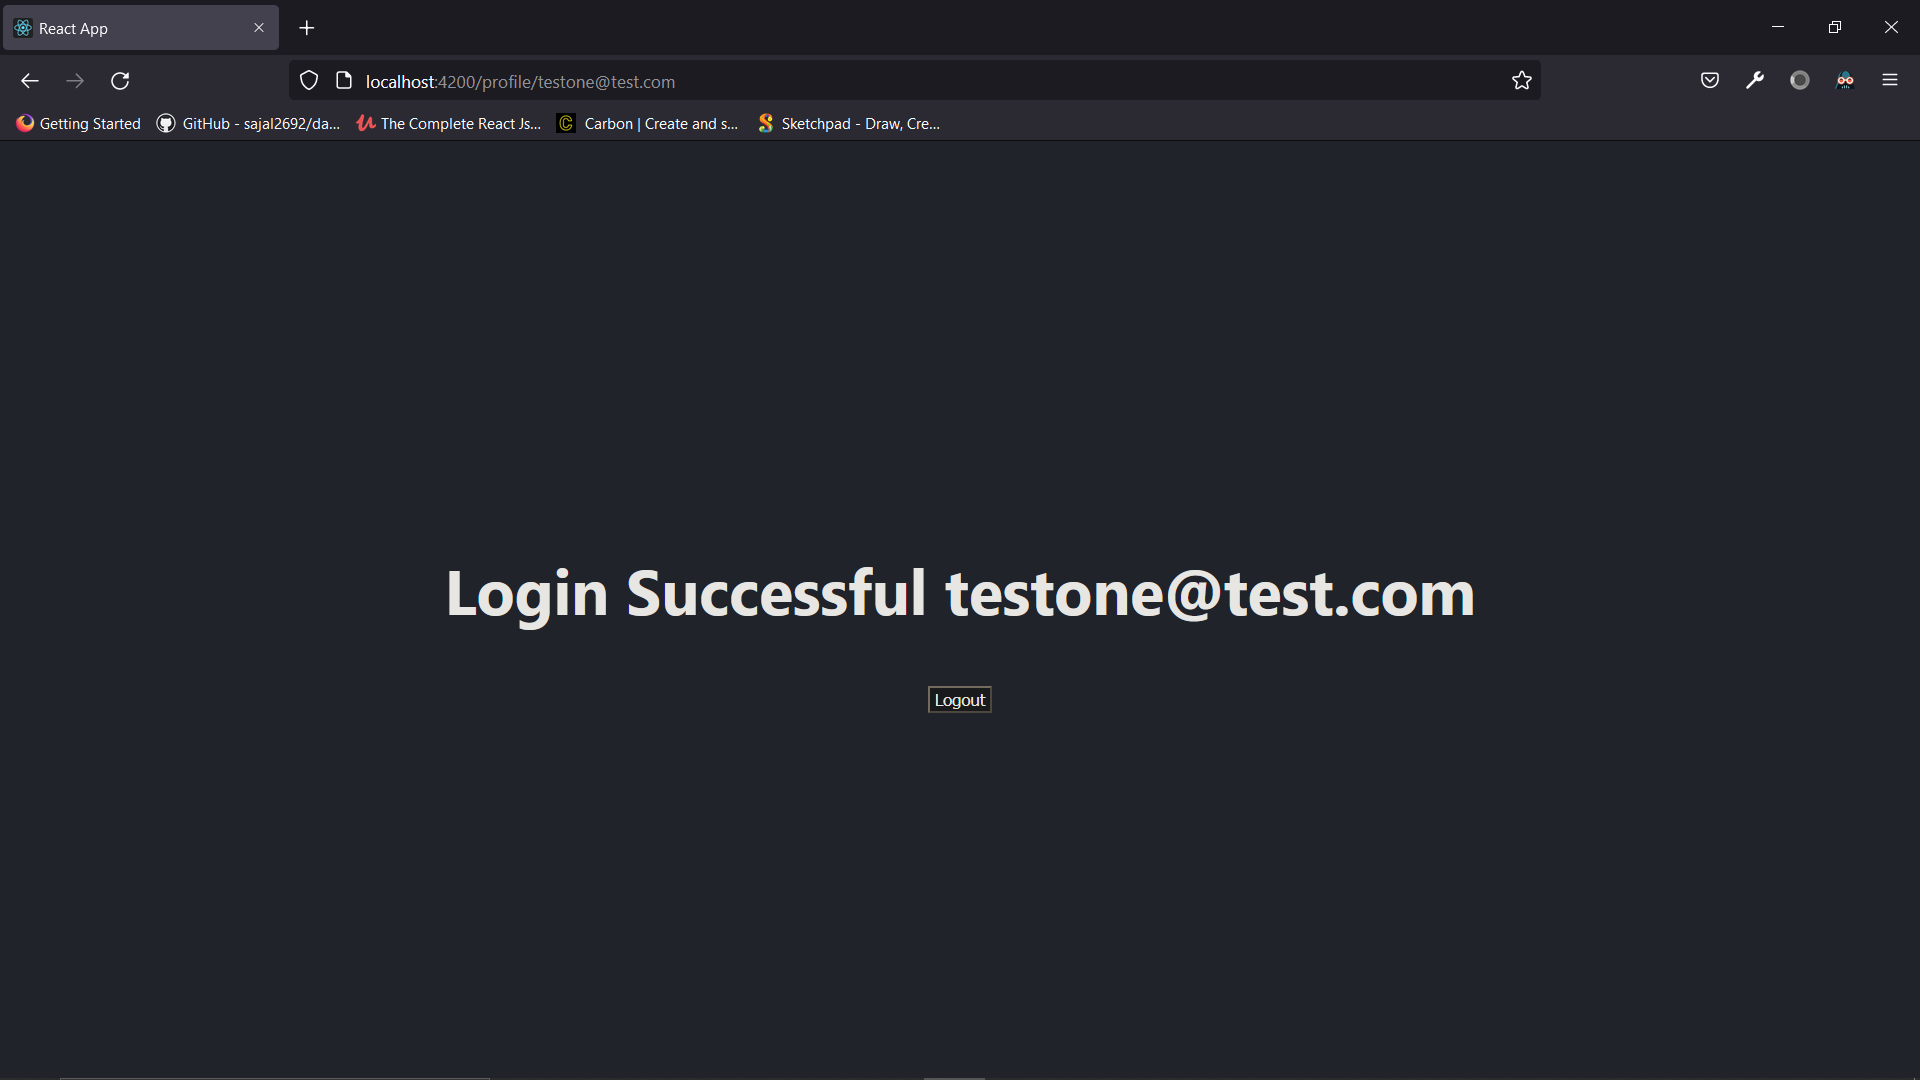 React App
localhost:4200/profile/testone@test.com
Getting Started
GitHub - sajal2692/da...
The Complete React Js...
Carbon | Create and s...
Sketchpad - Draw, Cre...
Login Successful testone@test.com
Logout